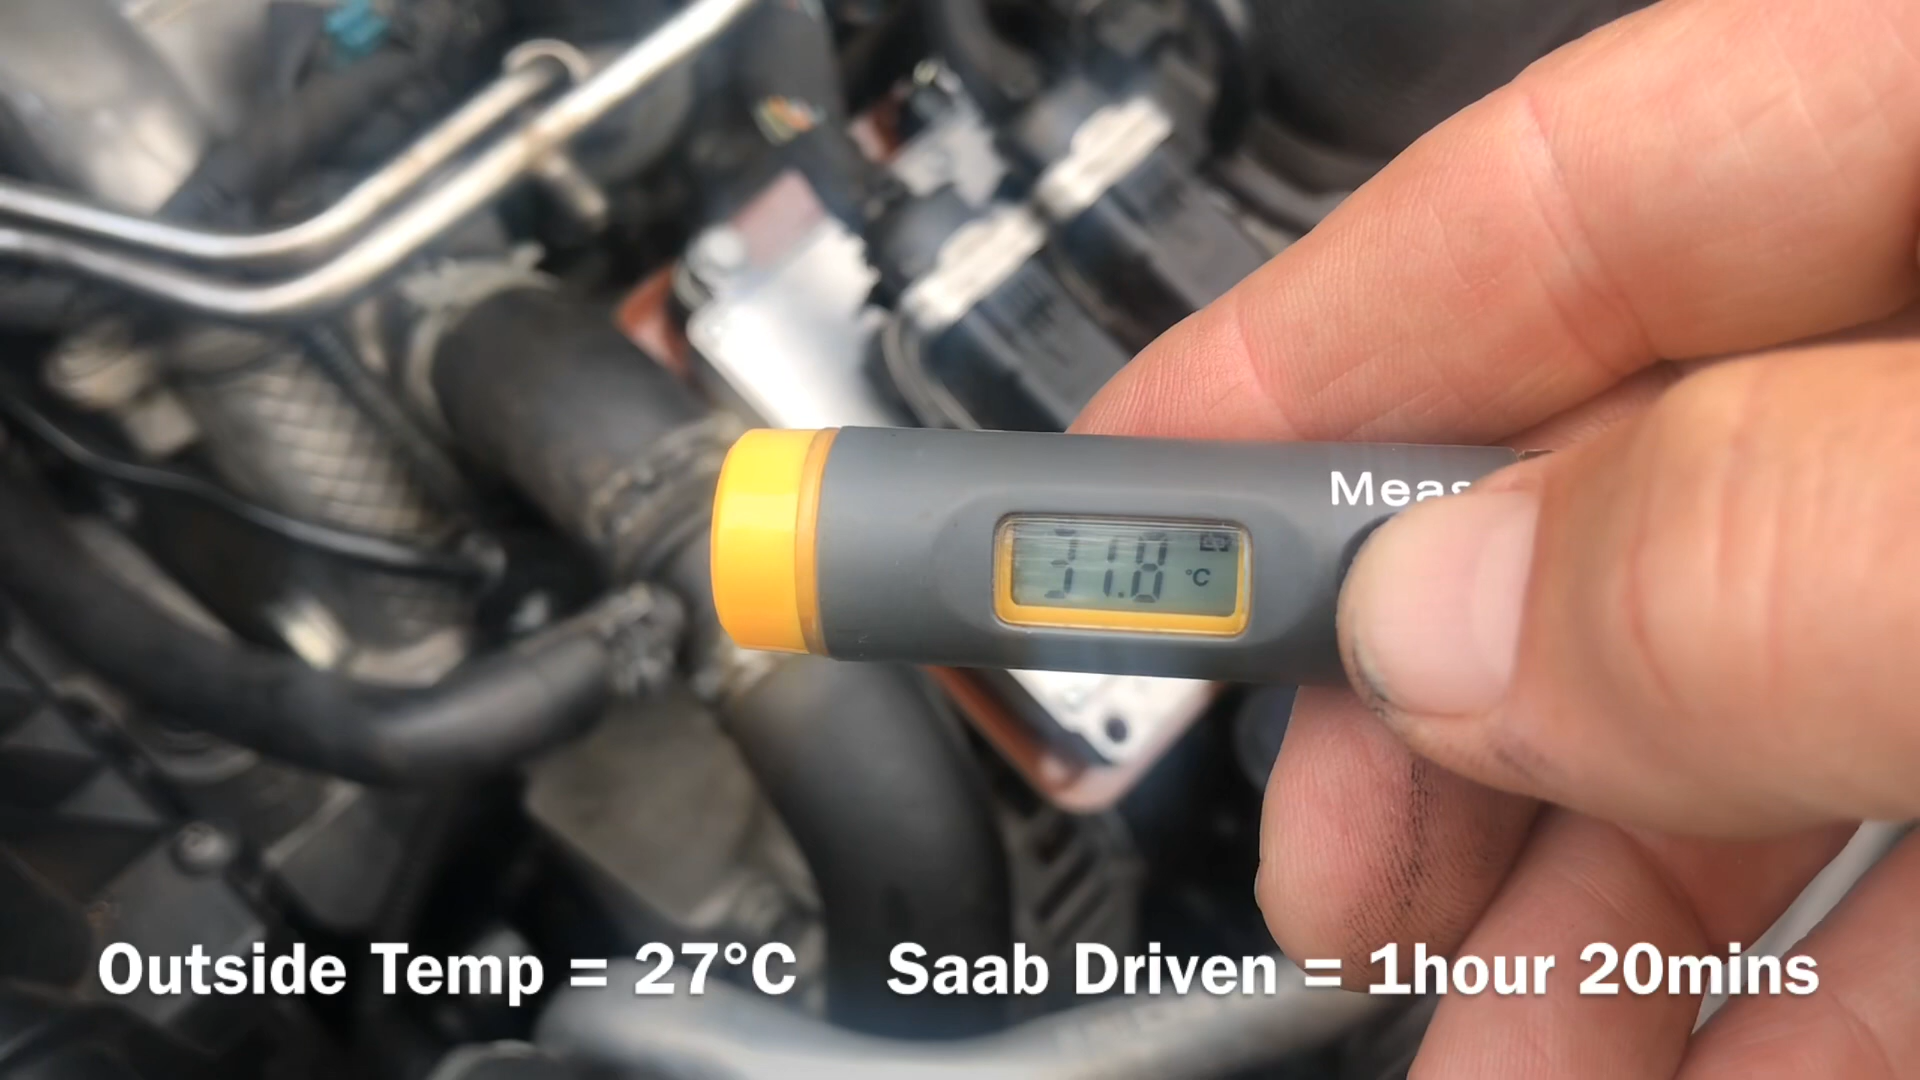 Meas
31.8 °C
Outside Temp = 27°C Saab Driven = 1hour 20mins